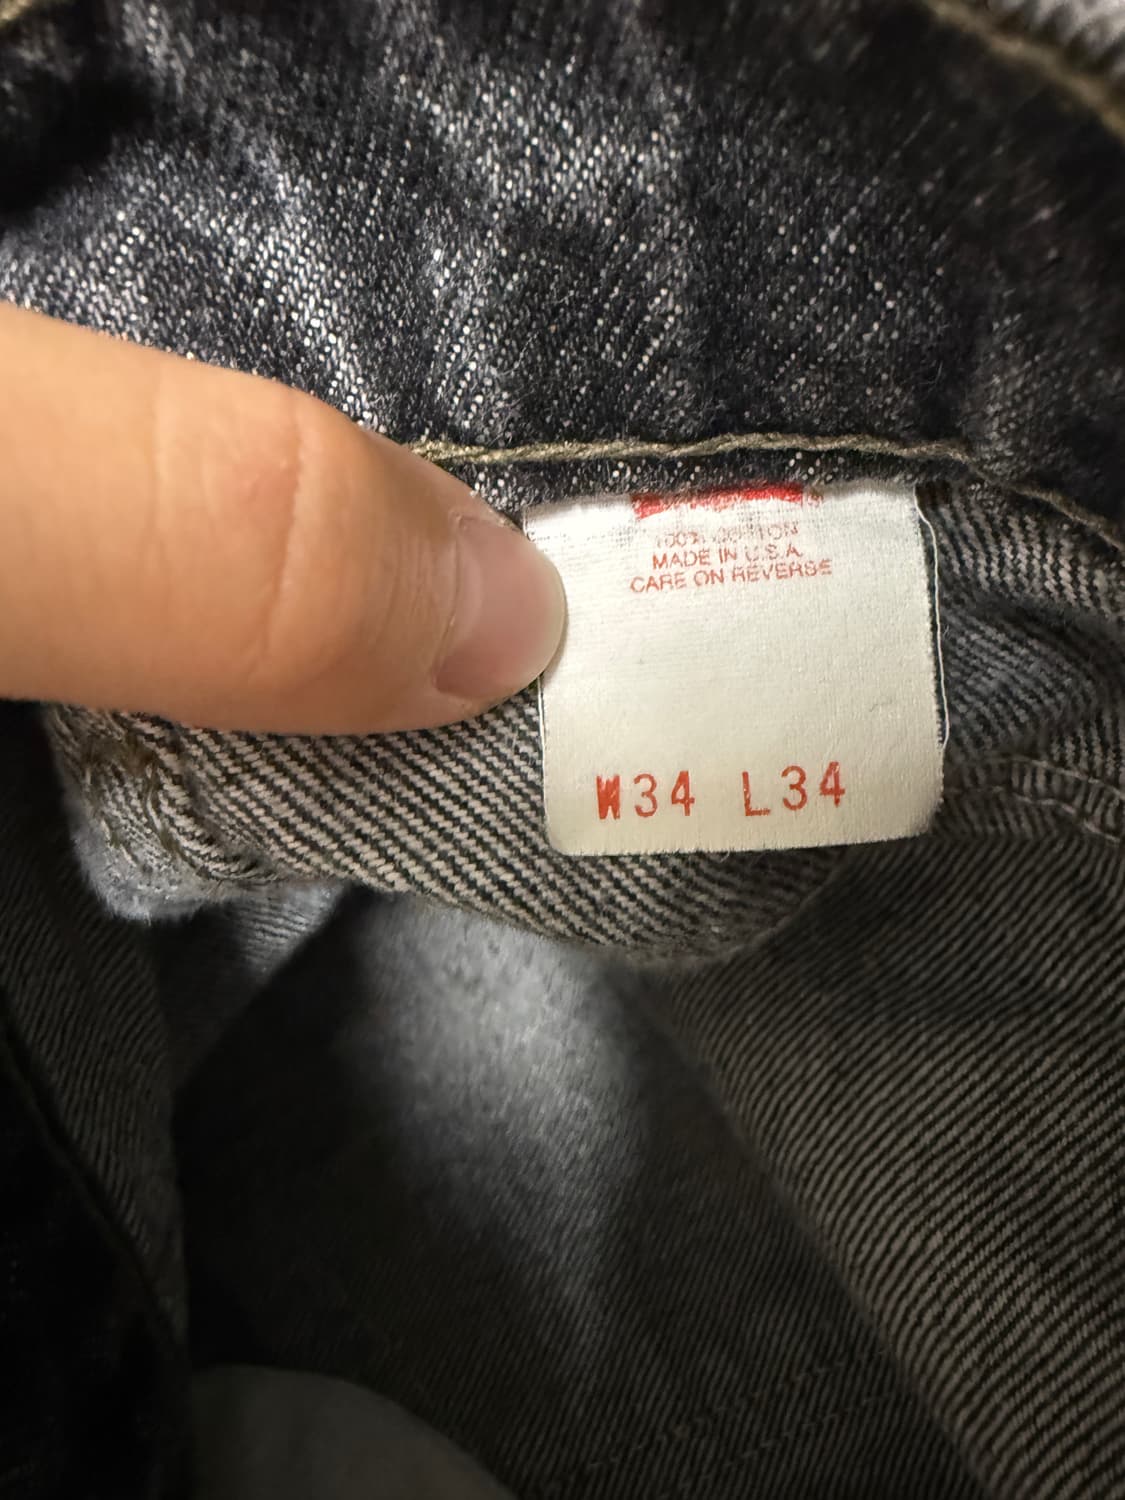 100% COTTON
MADE IN U.S.A.
CARE ON REVERSE
W34 L34